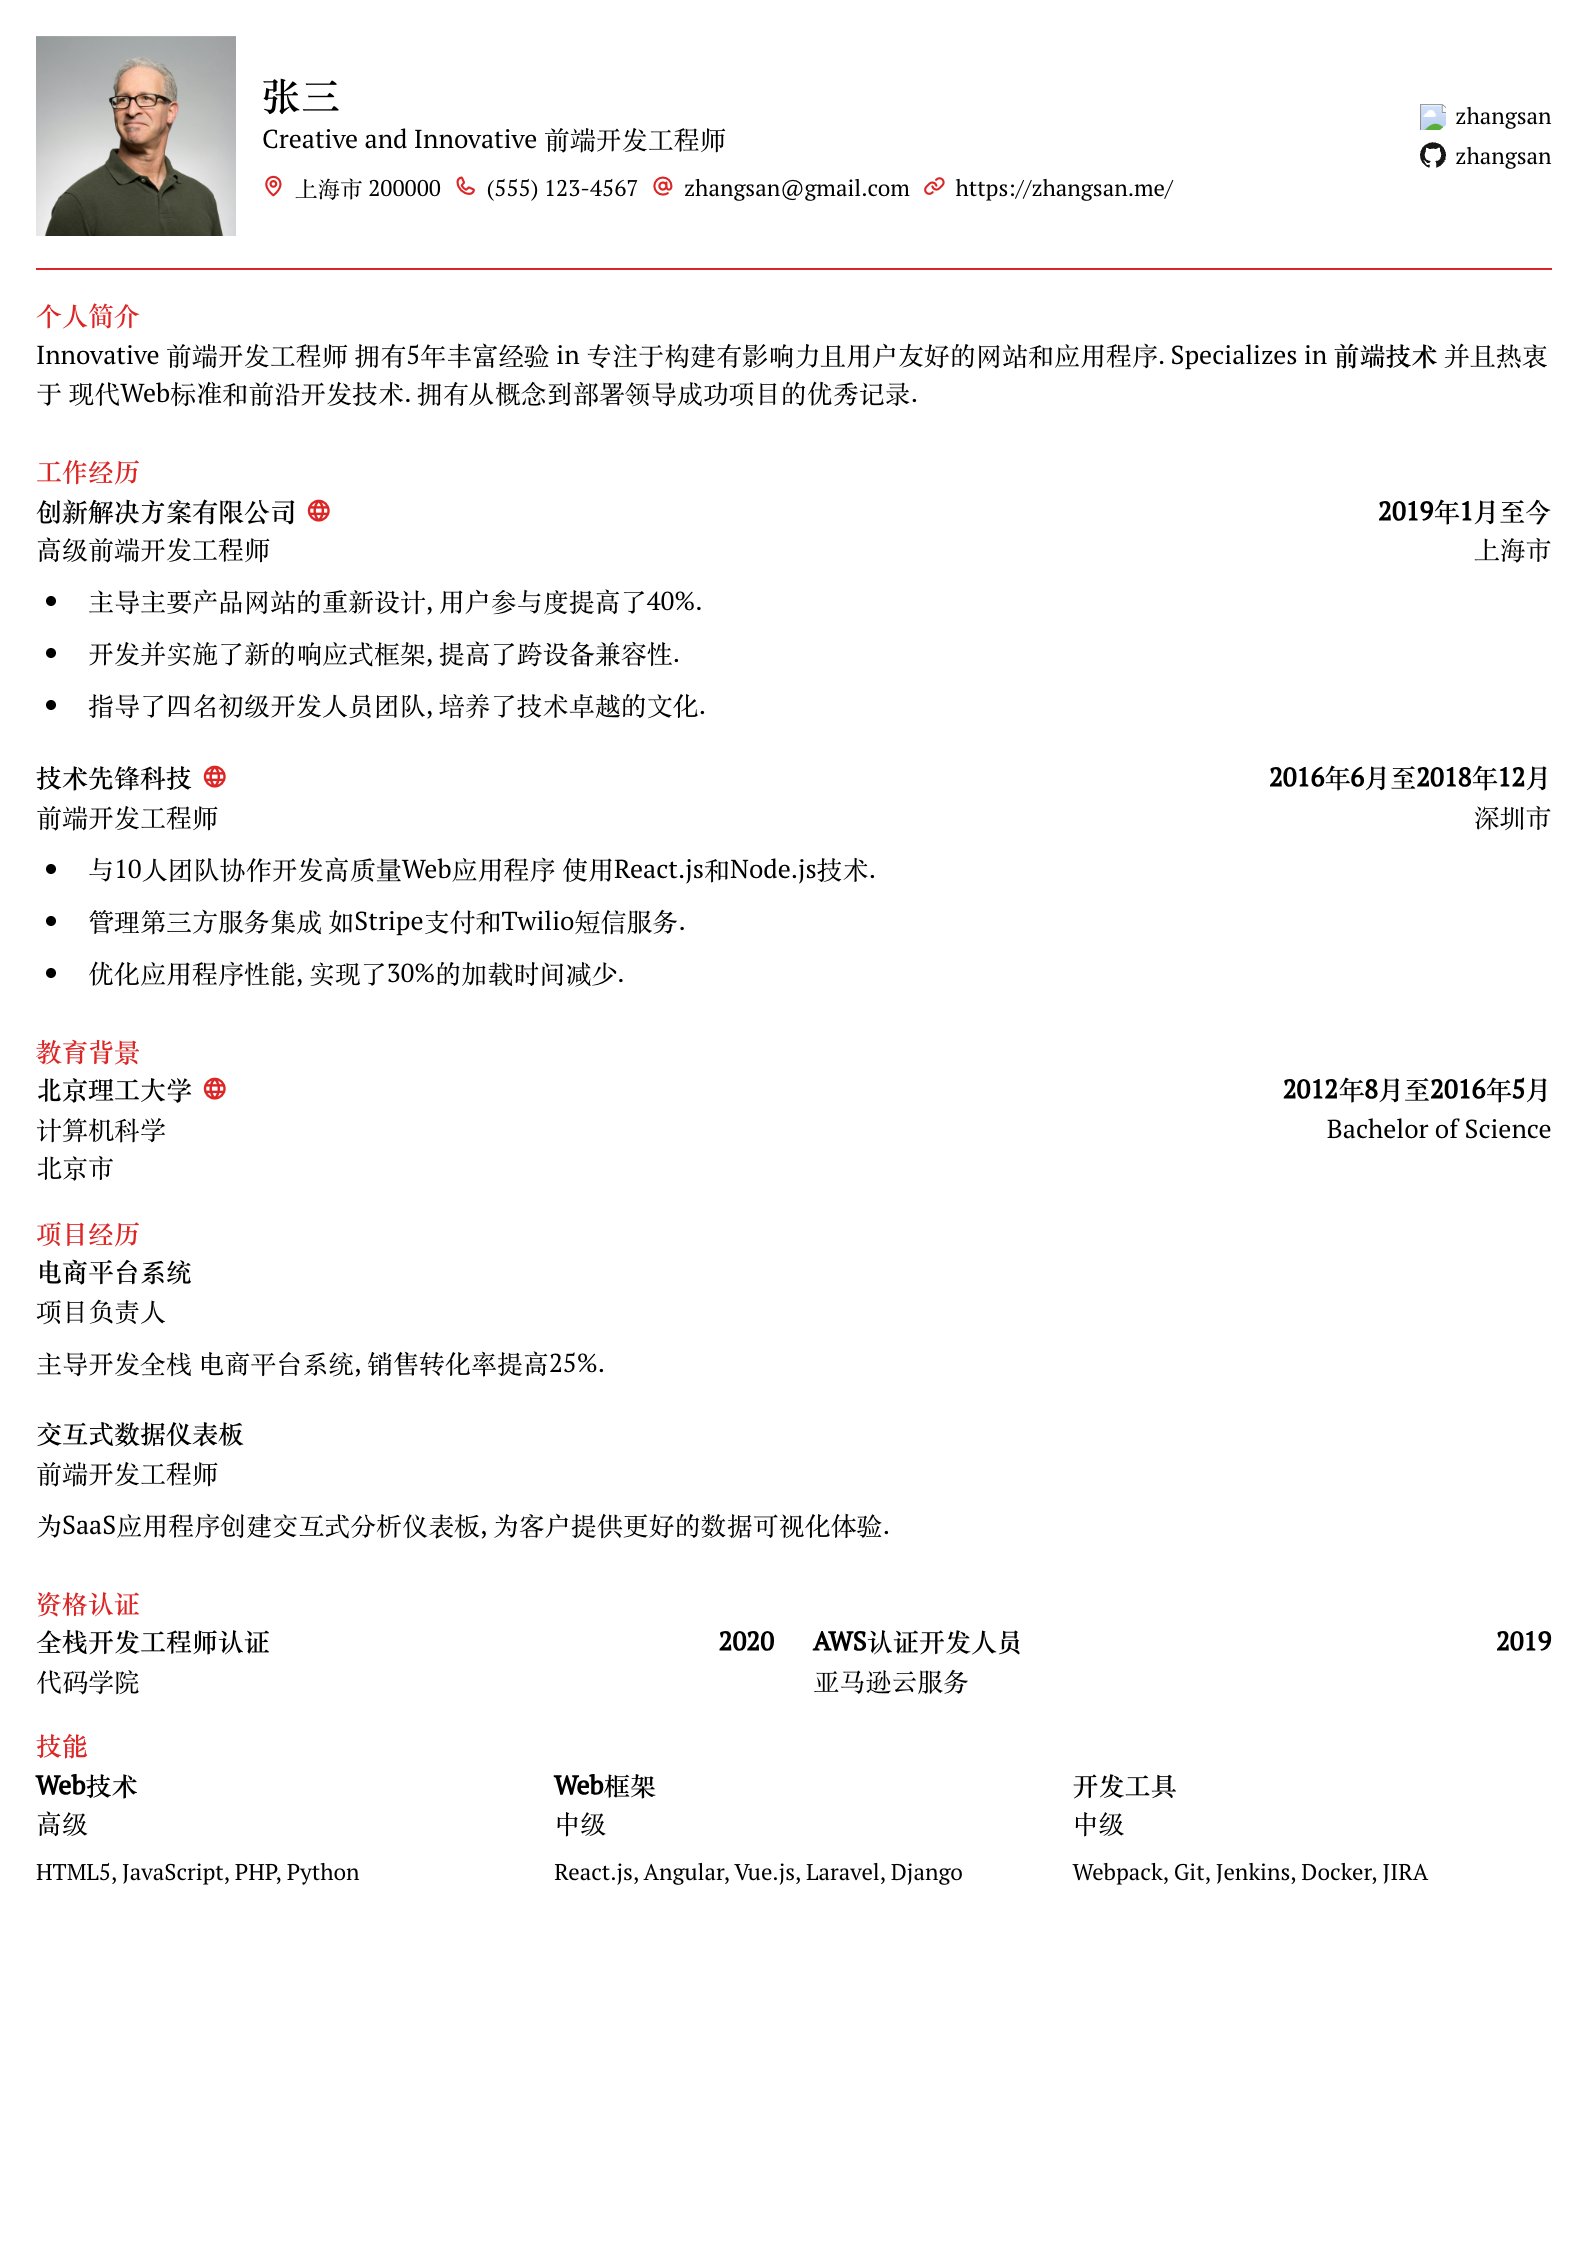 张三
Creative and Innovative 前端开发工程师
上海市 200000 (555) 123-4567 zhangsan@gmail.com https://zhangsan.me/
zhangsan
zhangsan
个人简介
Innovative 前端开发工程师 拥有5年丰富经验 in 专注于构建有影响力且用户友好的网站和应用程序. Specializes in 前端技术 并且热衷
于 现代Web标准和前沿开发技术. 拥有从概念到部署领导成功项目的优秀记录.
工作经历
创新解决方案有限公司 2019年1月至今
高级前端开发工程师 上海市
• 主导主要产品网站的重新设计, 用户参与度提高了40%.
• 开发并实施了新的响应式框架, 提高了跨设备兼容性.
• 指导了四名初级开发人员团队, 培养了技术卓越的文化.
技术先锋科技 2016年6月至2018年12月
前端开发工程师 深圳市
• 与10人团队协作开发高质量Web应用程序 使用React.js和Node.js技术.
• 管理第三方服务集成 如Stripe支付和Twilio短信服务.
• 优化应用程序性能, 实现了30%的加载时间减少.
教育背景
北京理工大学 2012年8月至2016年5月
计算机科学 Bachelor of Science
北京市
项目经历
电商平台系统
项目负责人
主导开发全栈 电商平台系统, 销售转化率提高25%.
交互式数据仪表板
前端开发工程师
为SaaS应用程序创建交互式分析仪表板, 为客户提供更好的数据可视化体验.
资格认证
全栈开发工程师认证 2020 AWS认证开发人员 2019
代码学院 亚马逊云服务
技能
Web技术 Web框架 开发工具
高级 中级 中级
HTML5, JavaScript, PHP, Python React.js, Angular, Vue.js, Laravel, Django Webpack, Git, Jenkins, Docker, JIRA